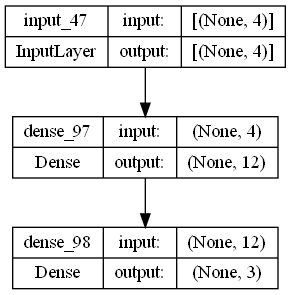 input_47 input: [(None, 4)]
InputLayer output: [(None, 4)]
dense_97 input: (None, 4)
Dense output: (None, 12)
dense_98 input: (None, 12)
Dense output: (None, 3)